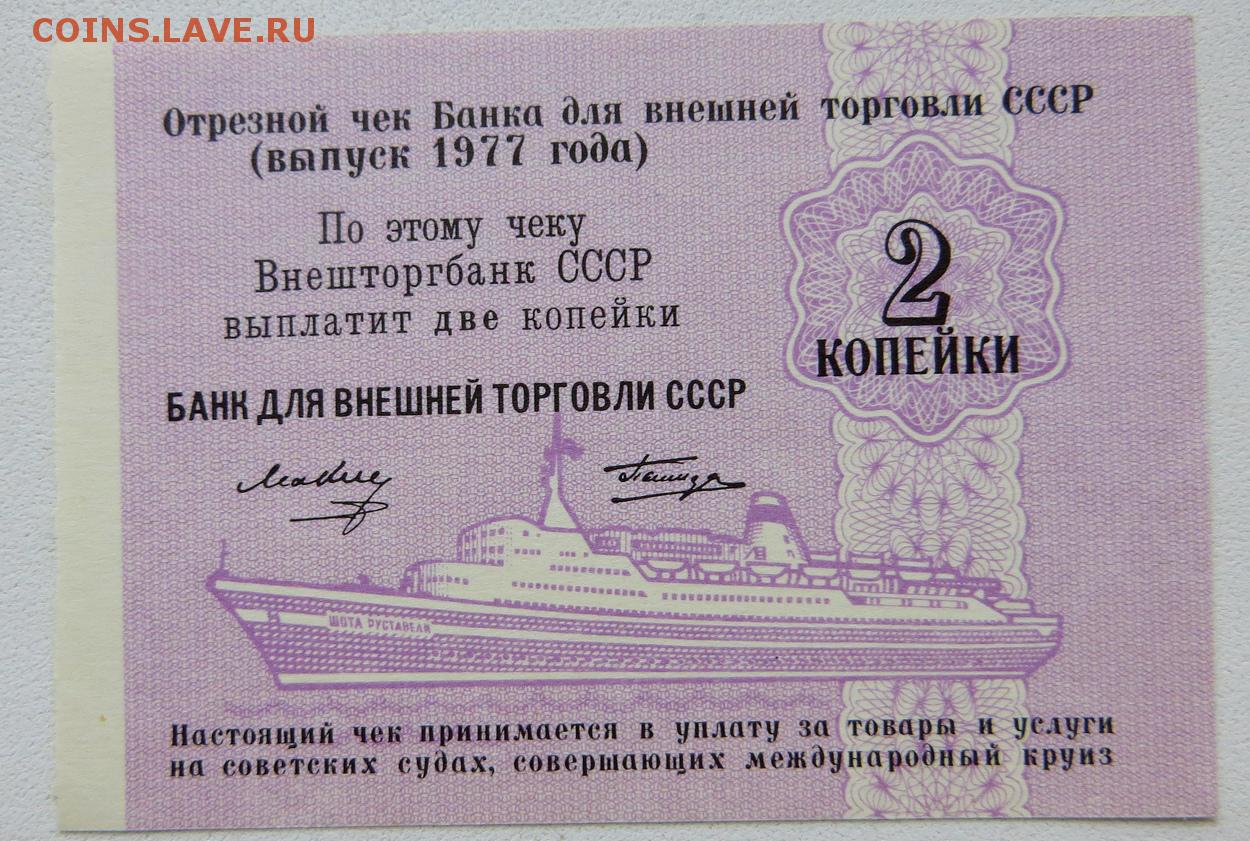 COINS.LAVE.RU
Отрезной чек Банка для внешней торговли СССР
(выпуск 1977 года)
2
КОПЕЙКИ
По этому чеку
Внешторгбанк СССР
выплатит две копейки
БАНК ДЛЯ ВНЕШНЕЙ ТОРГОВЛИ СССР
ШОТА РУСТАВЕЛИ
Настоящий чек принимается в уплату за товары и услуги
на советских судах, совершающих международный круиз